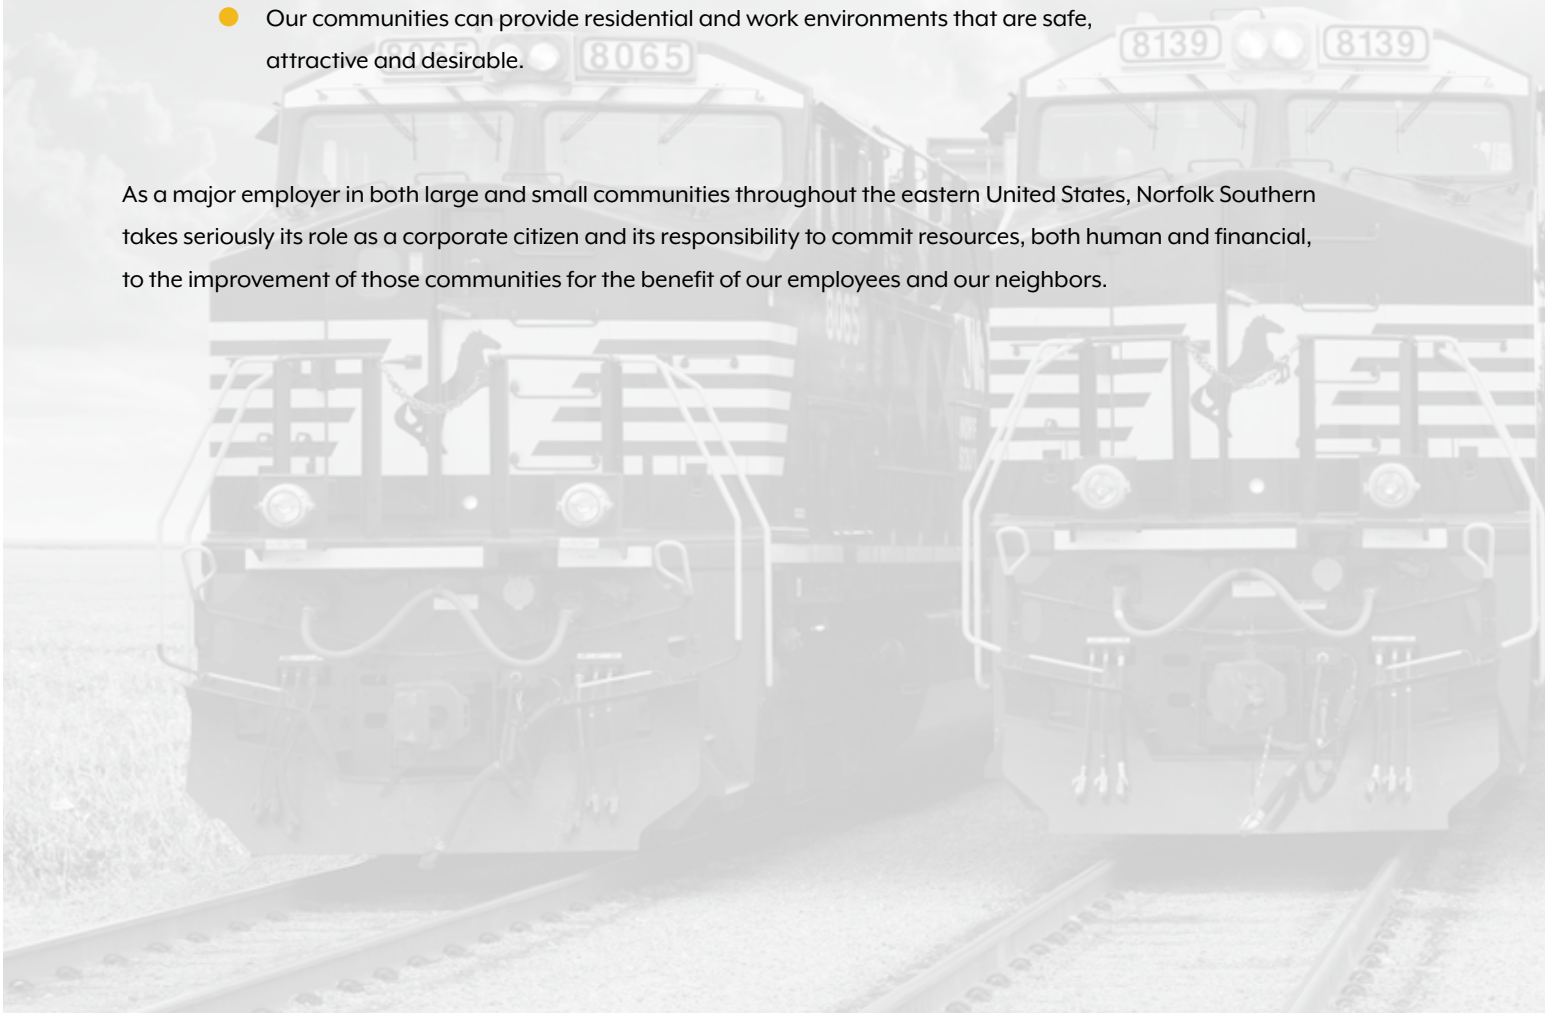 Our communities can provide residential and work environments that are safe,
attractive and desirable.
8065 8065
8139 8139
As a major employer in both large and small communities throughout the eastern United States, Norfolk Southern
takes seriously its role as a corporate citizen and its responsibility to commit resources, both human and financial,
to the improvement of those communities for the benefit of our employees and our neighbors.
8065